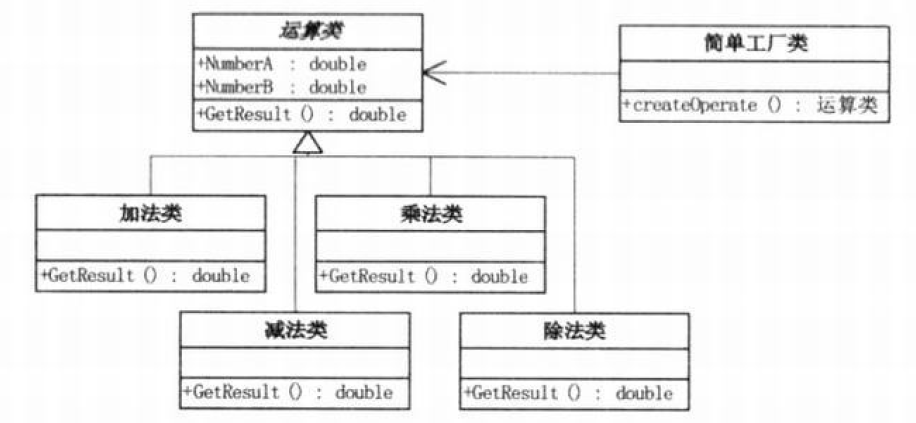 运算类
+NumberA : double
+NumberB : double
+GetResult () : double
简单工厂类
+createOperate () : 运算类
加法类
+GetResult () : double
乘法类
+GetResult () : double
减法类
+GetResult () : double
除法类
+GetResult () : double